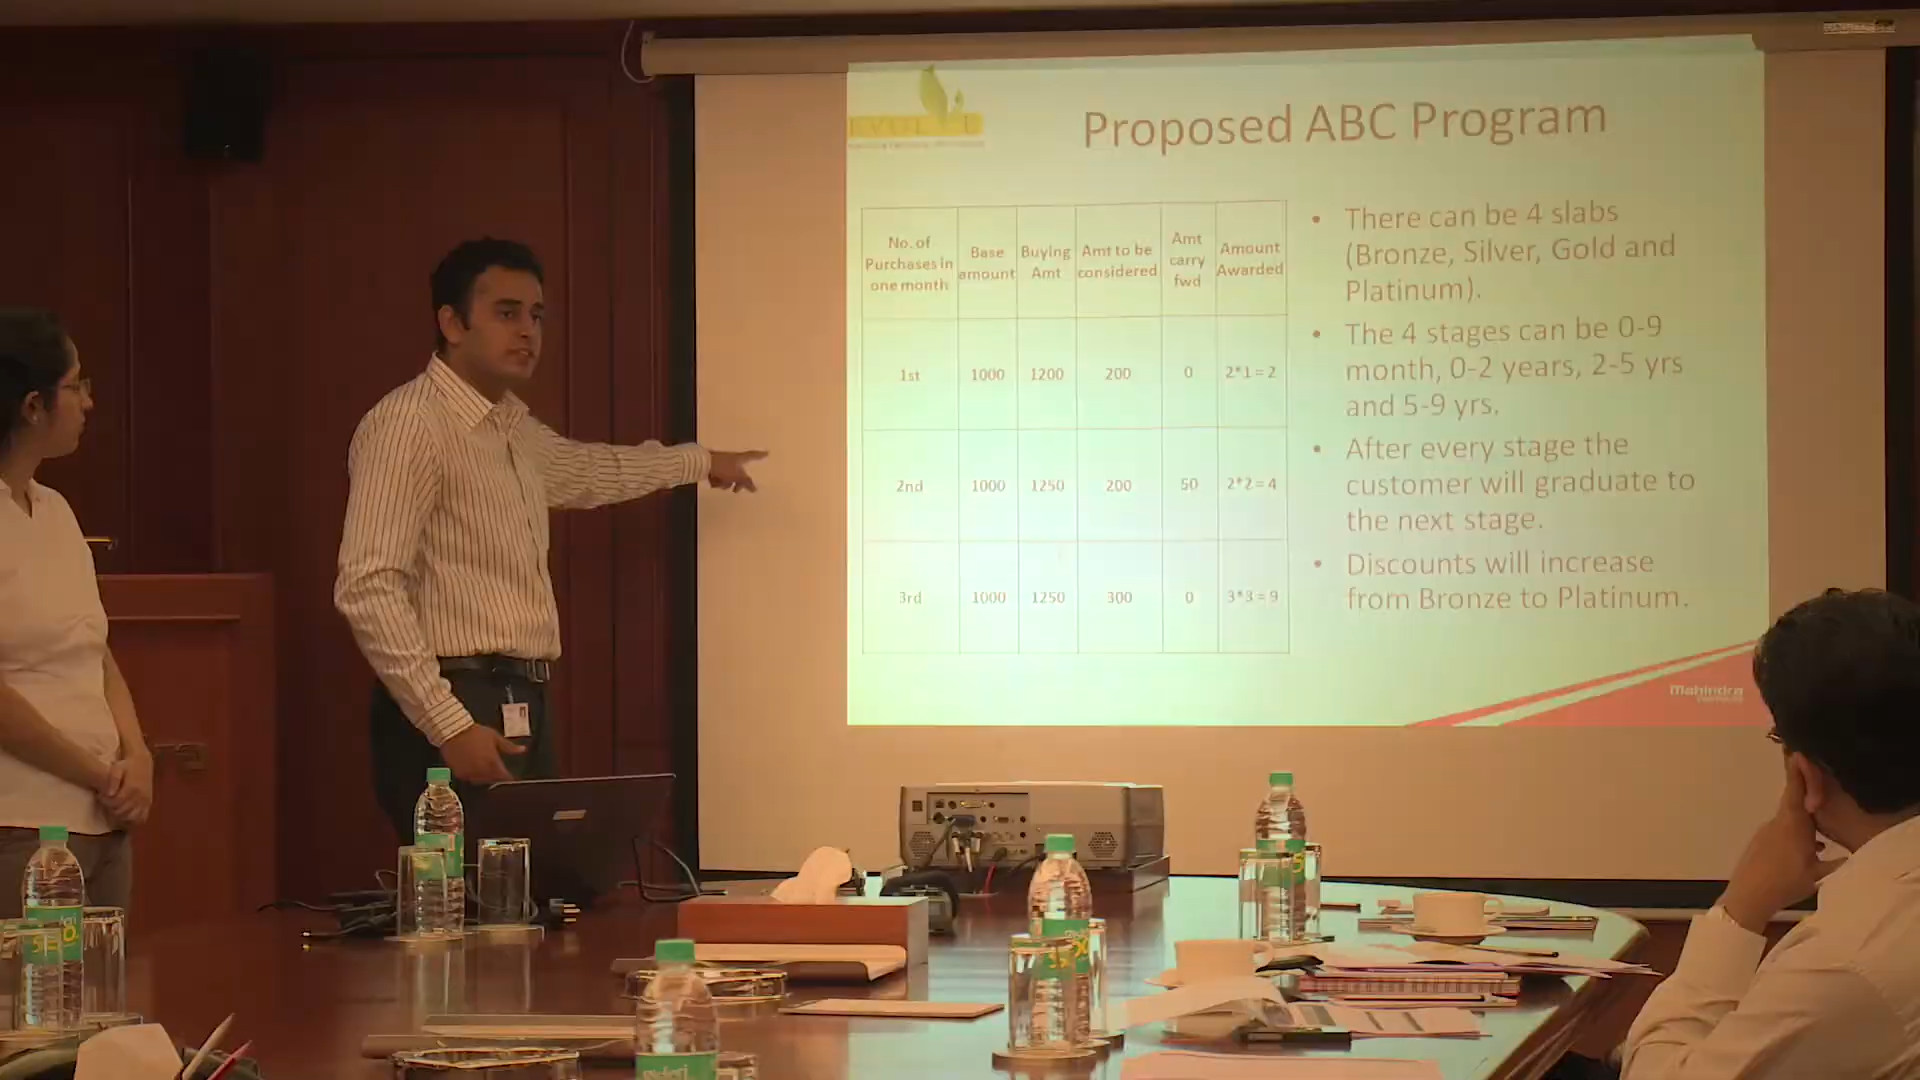 Proposed ABC Program
No. of
Purchases in
one month
Base
amount
Buying
Amt
Amt to be
considered
Amt
carry
fwd
Amount
Awarded
1st 1000 1200 200 0 2*1=2
2nd 1000 1250 200 50 2*2=4
3rd 1000 1250 300 0 3*3=9
• There can be 4 slabs
(Bronze, Silver, Gold and
Platinum).
• The 4 stages can be 0-9
month, 0-2 years, 2-5 yrs
and 5-9 yrs.
• After every stage the
customer will graduate to
the next stage.
• Discounts will increase
from Bronze to Platinum.
Mahindra